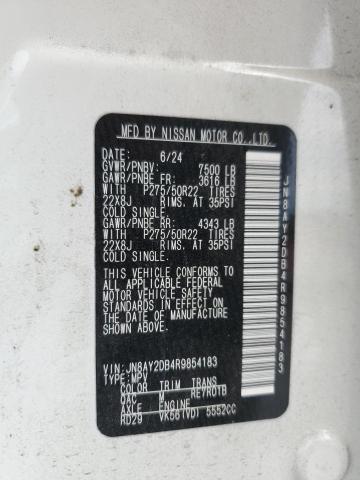 MFD BY NISSAN MOTOR CO.,LTD.
DATE: 6/24
GVWR/PNBV: 7500 LB
GAWR/PNBE FR: 3616 LB
WITH P275/50R22 TIRES
22X8J RIMS. AT 35PSI
COLD SINGLE.
GAWR/PNBE RR: 4343 LB
WITH P275/50R22 TIRES
22X8J RIMS. AT 35PSI
COLD SINGLE.
THIS VEHICLE CONFORMS
TO ALL APPLICABLE FEDERAL
MOTOR VEHICLE SAFETY
STANDARDS IN EFFECT ON
THE DATE OF MANUFACTURE
SHOWN ABOVE.
VIN: JN8AY2DB4R9854183
TYPE: MPV
COLOR TRIM TRANS
QAC M RE7R01B
AXLE ENGINE
RD29 VK56(VD) 5552CC
JN8AY2DB4R9854183